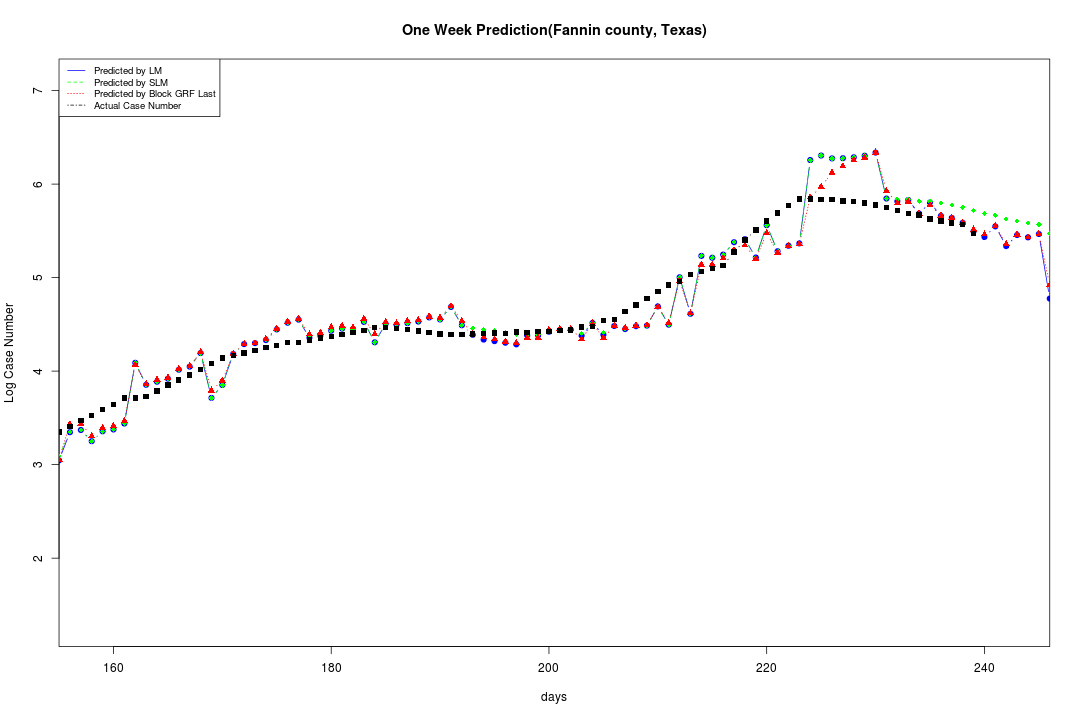 One Week Prediction(Fannin county, Texas)
Predicted by LM
Predicted by SLM
Predicted by Block GRF Last
Actual Case Number
7
6
5
4
3
2
Log Case Number
160 180 200 220 240
days